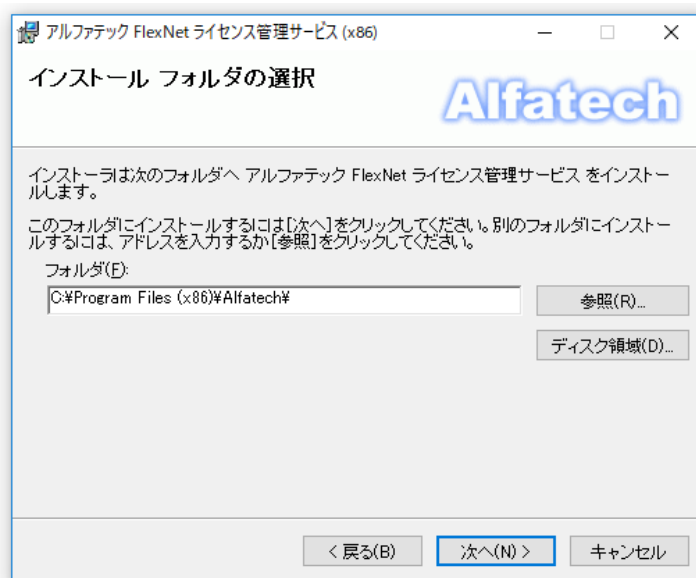 アルファテック FlexNet ライセンス管理サービス (x86)
インストール フォルダの選択
Alfatech
インストーラは次のフォルダへ アルファテック FlexNet ライセンス管理サービス をインストー
ルします。
このフォルダにインストールするには[次へ]をクリックしてください。別のフォルダにインストー
ルするには、アドレスを入力するか[参照]をクリックしてください。
フォルダ(F):
C:¥Program Files (x86)¥Alfatech¥
参照(R)...
ディスク領域(D)...
< 戻る(B)
次へ(N) >
キャンセル